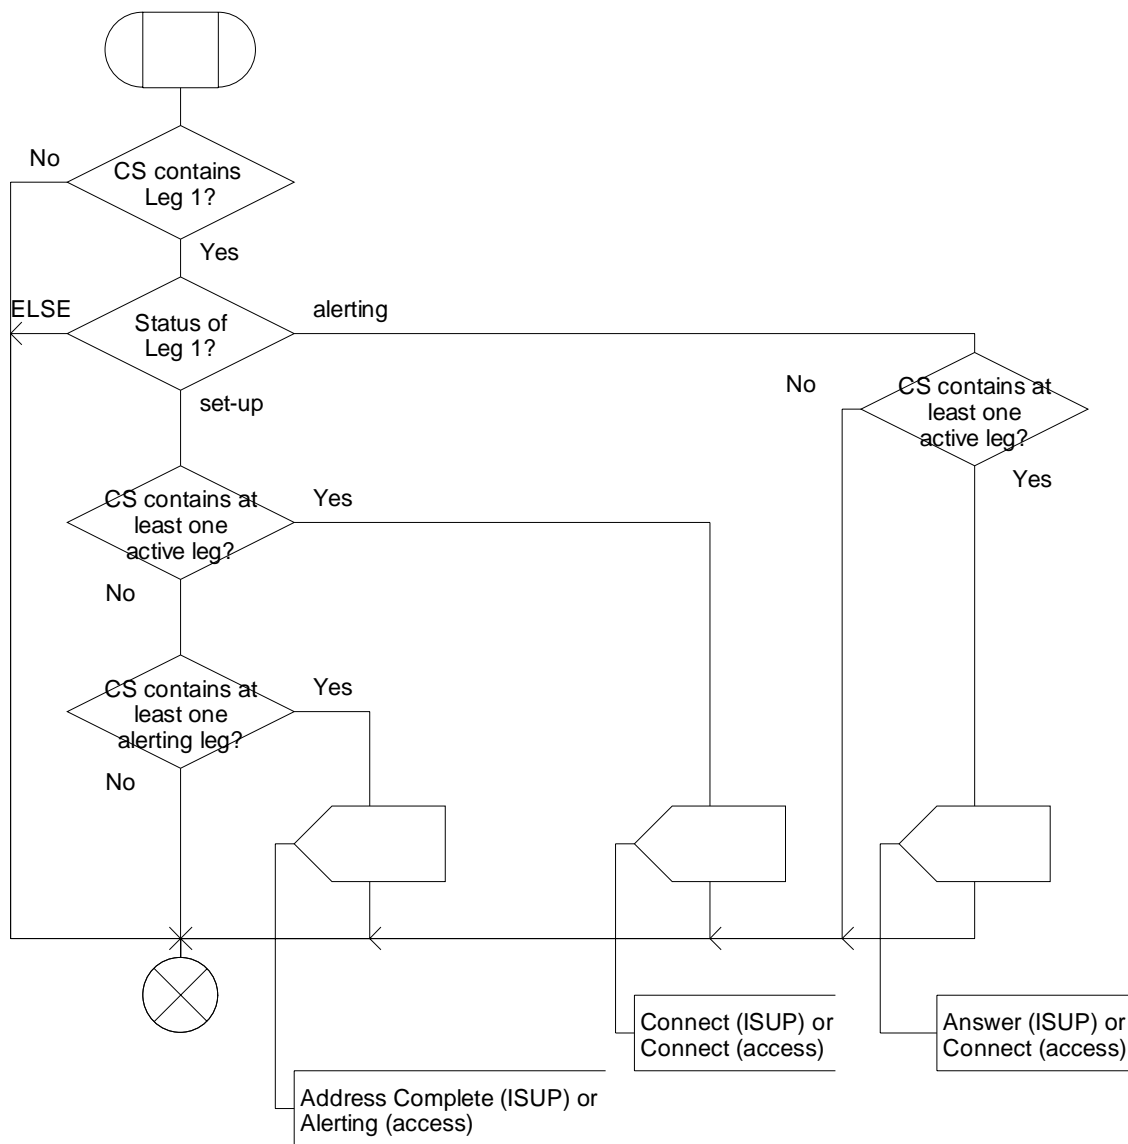 No
CS contains
Leg 1?
Yes
ELSE
Status of
Leg 1?
alerting
set-up
No
CS contains at
least one
active leg?
Yes
CS contains at
least one
active leg?
Yes
No
CS contains at
least one
alerting leg?
Yes
No
Connect (ISUP) or
Connect (access)
Answer (ISUP) or
Connect (access)
Address Complete (ISUP) or
Alerting (access)